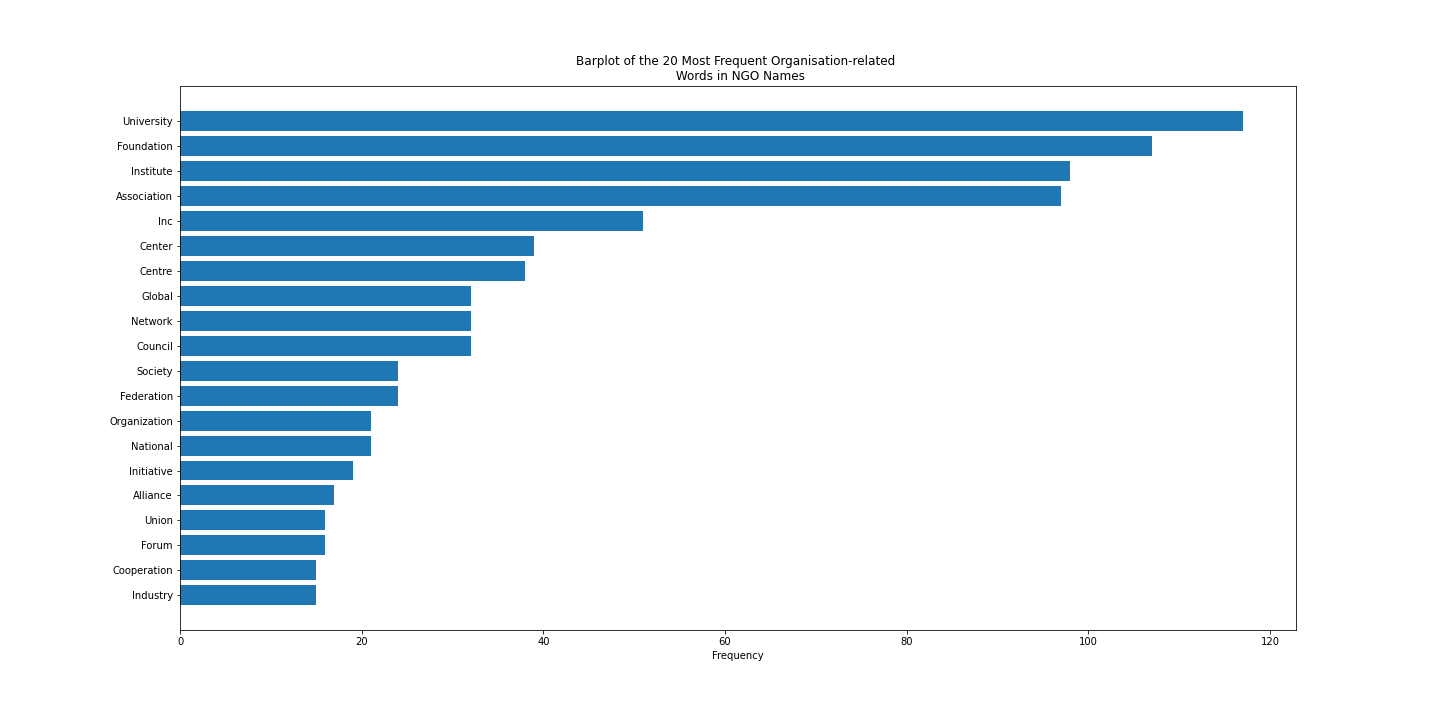 Barplot of the 20 Most Frequent Organisation-related
Words in NGO Names
University
Foundation
Institute
Association
Inc
Center
Centre
Global
Network
Council
Society
Federation
Organization
National
Initiative
Alliance
Union
Forum
Cooperation
Industry
0 20 40 60 80 100 120
Frequency